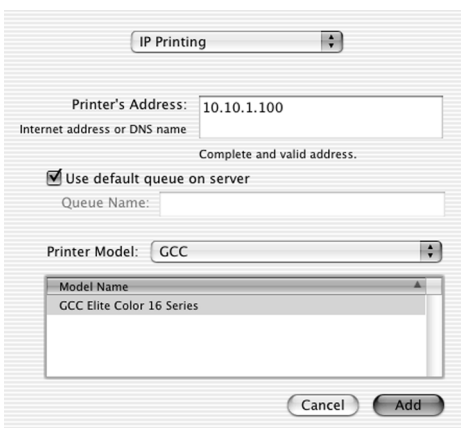 IP Printing
Printer's Address: 10.10.1.100
Internet address or DNS name
Complete and valid address.
Use default queue on server
Queue Name:
Printer Model: GCC
Model Name
GCC Elite Color 16 Series
Cancel Add